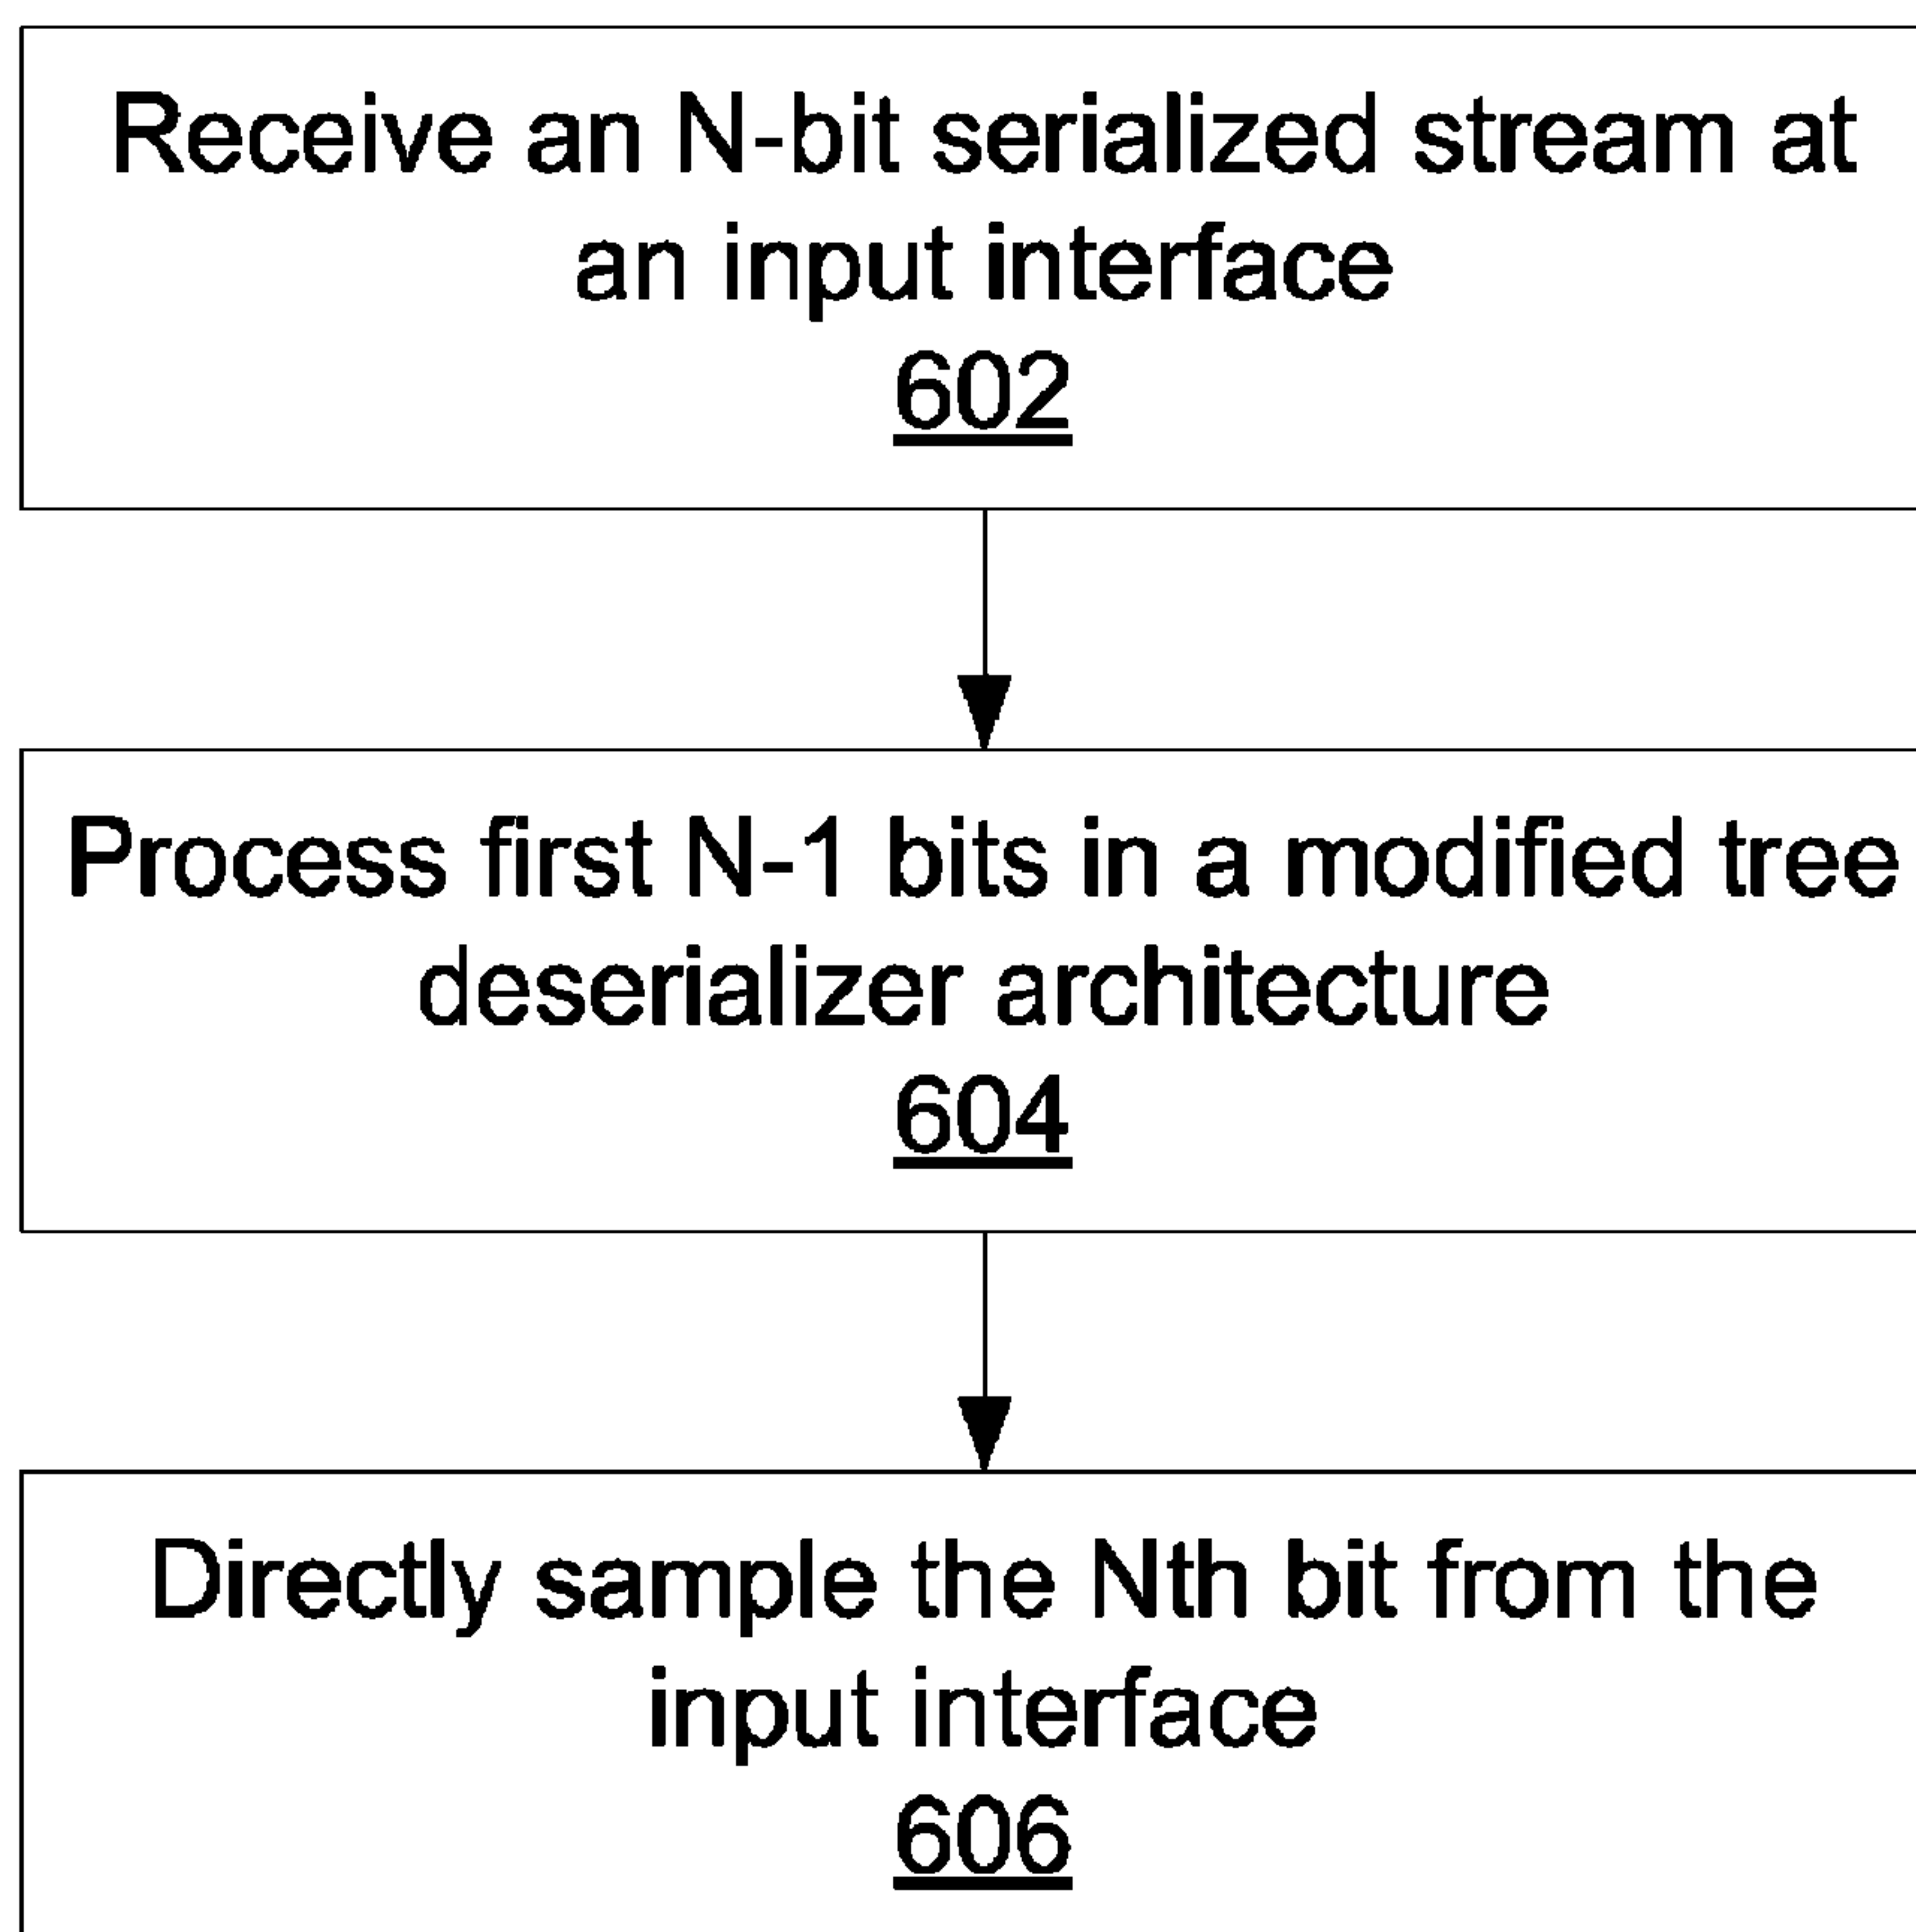 Receive an N-bit serialized stream at
an input interface
602
Process first N-1 bits in a modified tree
deserializer architecture
604
Directly sample the Nth bit from the
input interface
606